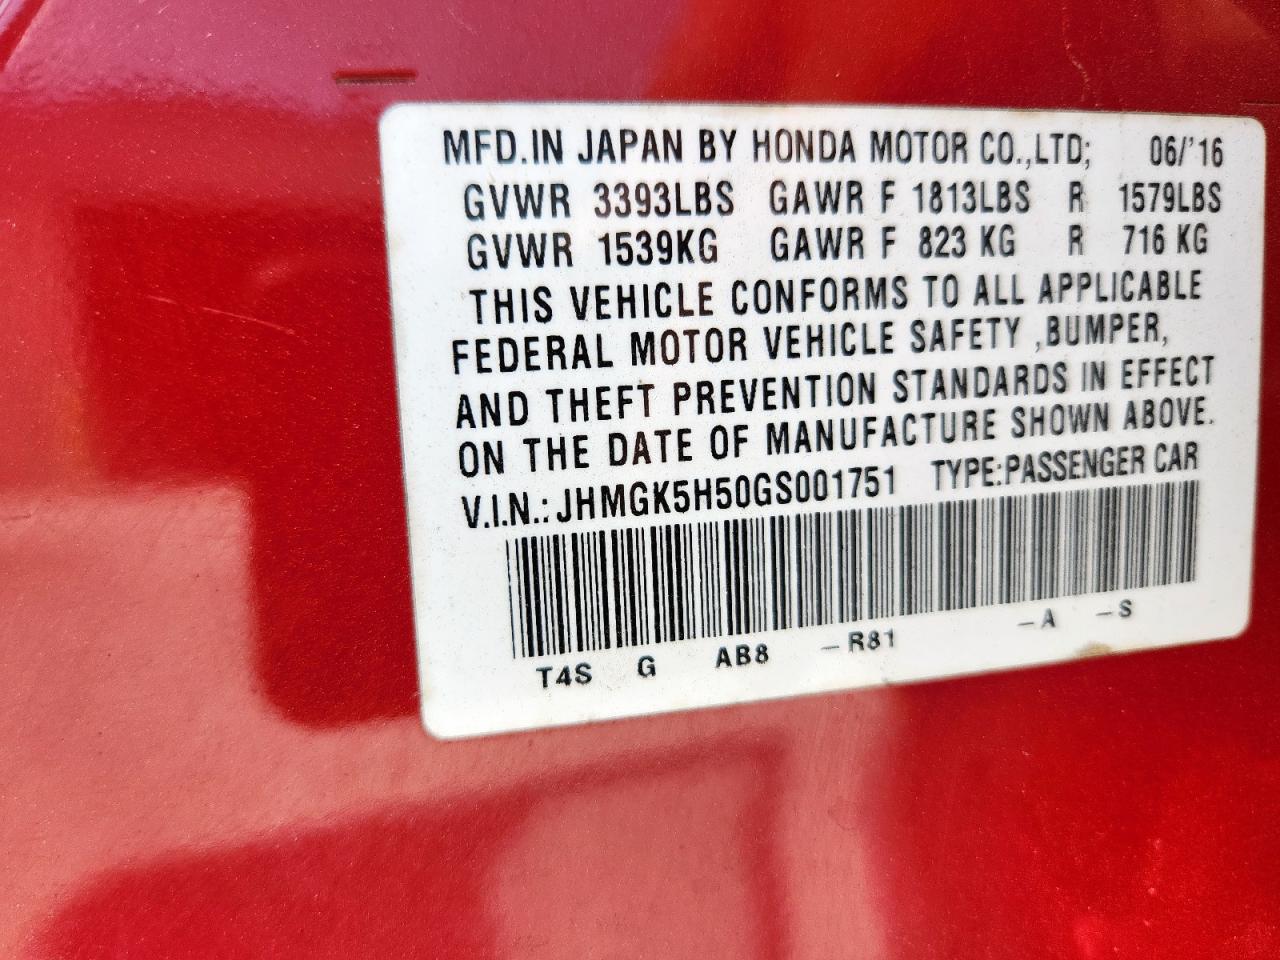 MFD.IN JAPAN BY HONDA MOTOR CO.,LTD; 06/'16
GVWR 3393LBS GAWR F 1813LBS R 1579LBS
GVWR 1539KG GAWR F 823 KG R 716 KG
THIS VEHICLE CONFORMS TO ALL APPLICABLE
FEDERAL MOTOR VEHICLE SAFETY ,BUMPER,
AND THEFT PREVENTION STANDARDS IN EFFECT
ON THE DATE OF MANUFACTURE SHOWN ABOVE.
V.I.N.: JHMGK5H50GS001751 TYPE:PASSENGER CAR
T4S G AB8 -R81 -A -S